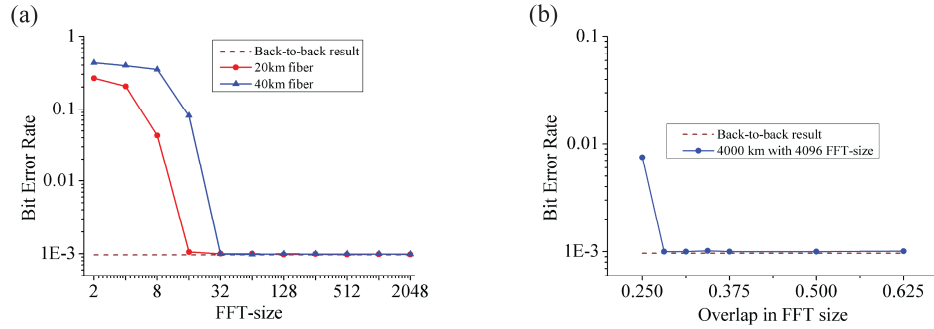 (a)
1
0.1
0.01
1E-3
Bit Error Rate
Back-to-back result
20km fiber
40km fiber
2 8 32 128 512 2048
FFT-size
(b)
0.1
0.01
1E-3
Bit Error Rate
Back-to-back result
4000 km with 4096 FFT-size
0.250 0.375 0.500 0.625
Overlap in FFT size